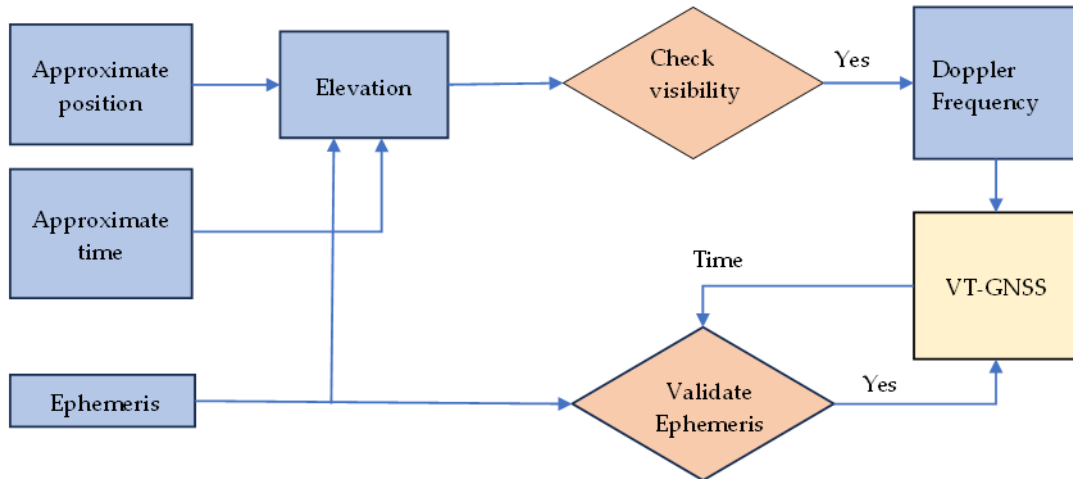 Approximate
position
Elevation
Check
visibility
Yes
Doppler
Frequency
Approximate
time
Time
VT-GNSS
Ephemeris
Validate
Ephemeris
Yes